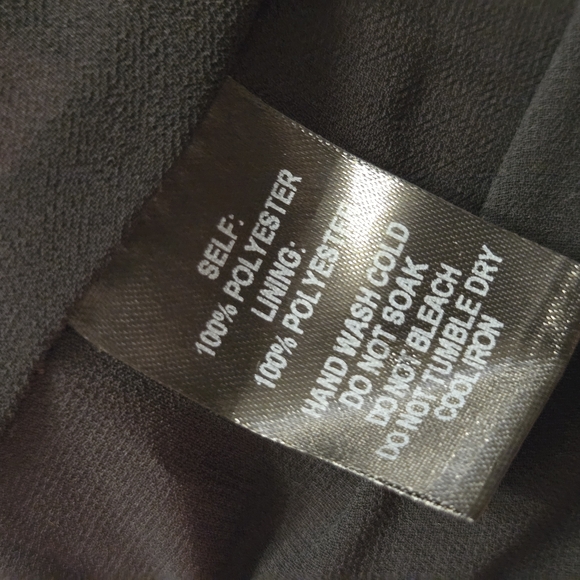 SELF:
100% POLYESTER
LINING:
100% POLYESTER
HAND WASH COLD
DO NOT SOAK
DO NOT BLEACH
DO NOT TUMBLE DRY
COOL IRON